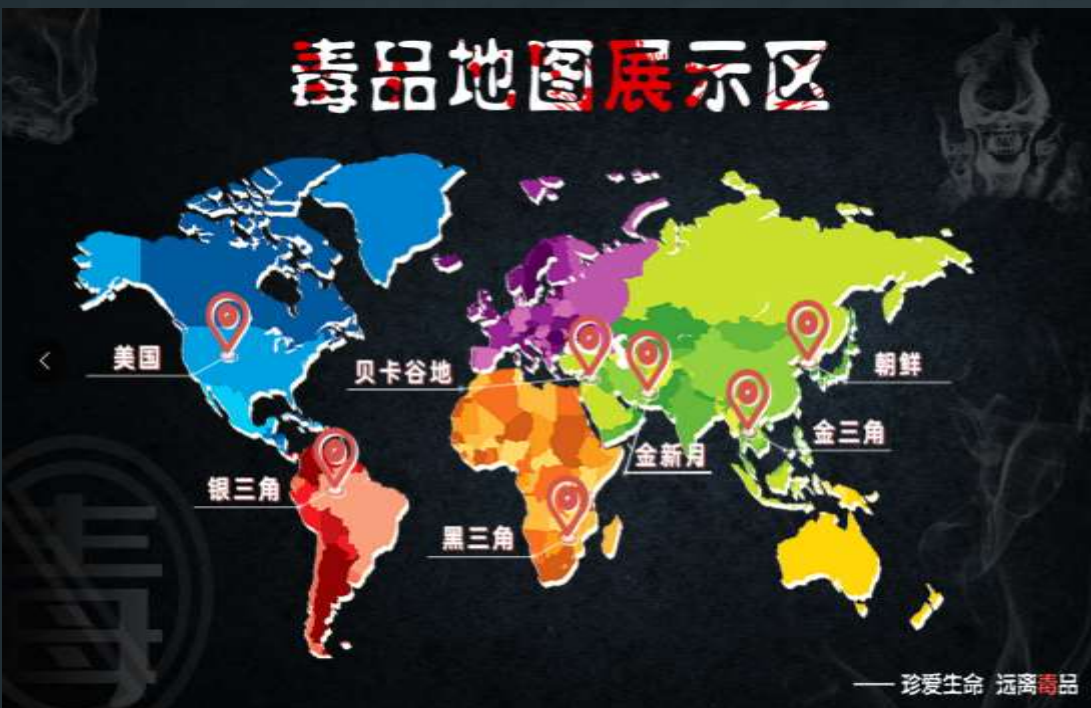 毒品地图展示区
美国
贝卡谷地
朝鲜
金三角
金新月
银三角
黑三角
毒
—— 珍爱生命 远离毒品